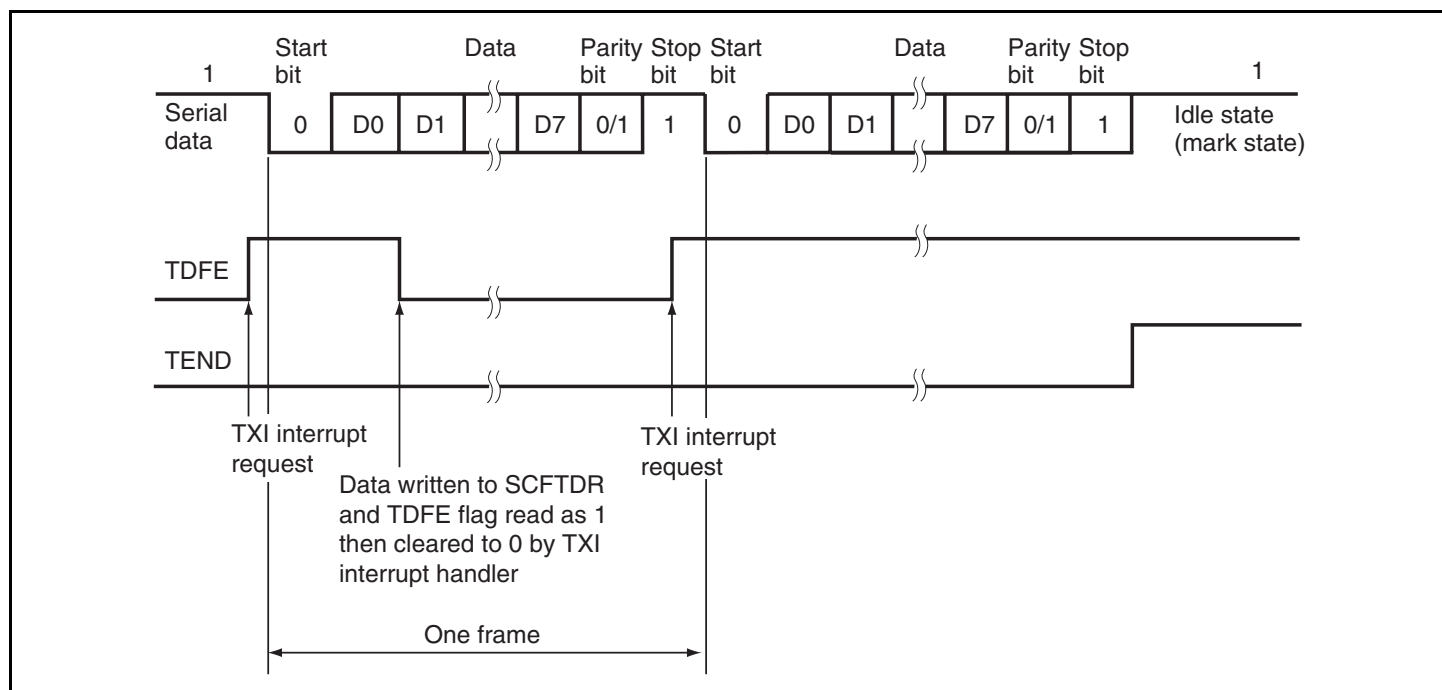 Start bit
Data
Parity bit
Stop bit
Start bit
Data
Parity bit
Stop bit
1
1
Serial data
0
D0
D1
D7
0/1
1
0
D0
D1
D7
0/1
1
Idle state
(mark state)
TDFE
TEND
TXI interrupt
request
TXI interrupt
request
Data written to SCFTDR
and TDFE flag read as 1
then cleared to 0 by TXI
interrupt handler
One frame